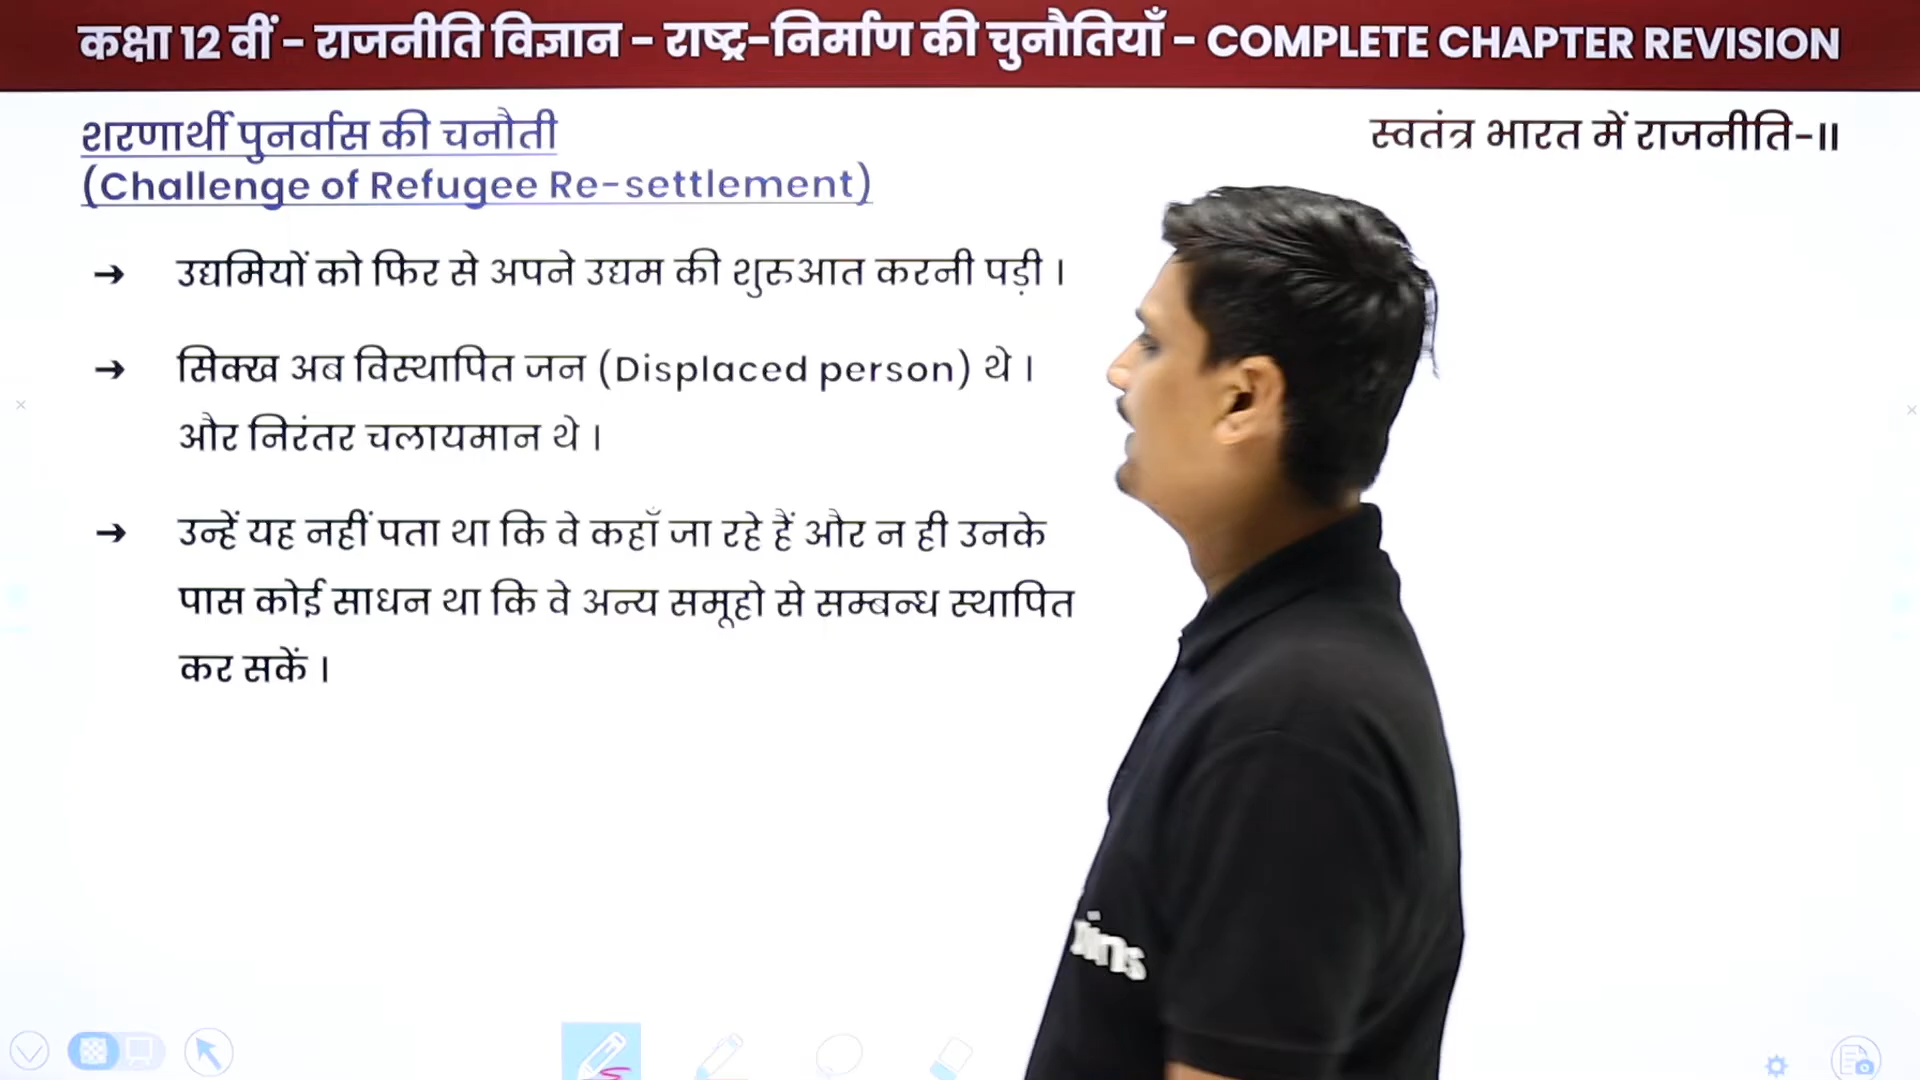 कक्षा 12 वीं - राजनीति विज्ञान - राष्ट्र-निर्माण की चुनौतियाँ - COMPLETE CHAPTER REVISION
शरणार्थी पुनर्वास की चनौती
(Challenge of Refugee Re-settlement)
स्वतंत्र भारत में राजनीति-II
→ उद्यमियों को फिर से अपने उद्यम की शुरुआत करनी पड़ी ।
→ सिक्ख अब विस्थापित जन (Displaced person) थे ।
और निरंतर चलायमान थे ।
→ उन्हें यह नहीं पता था कि वे कहाँ जा रहे हैं और न ही उनके
पास कोई साधन था कि वे अन्य समूहो से सम्बन्ध स्थापित
कर सकें ।